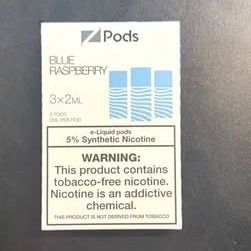 Z Pods
BLUE
RASPBERRY
3×2ML
3 PODS
2ML PER POD
e-Liquid pods
5% Synthetic Nicotine
WARNING:
This product contains
tobacco-free nicotine.
Nicotine is an addictive
chemical.
THIS PRODUCT IS NOT DERIVED FROM TOBACCO